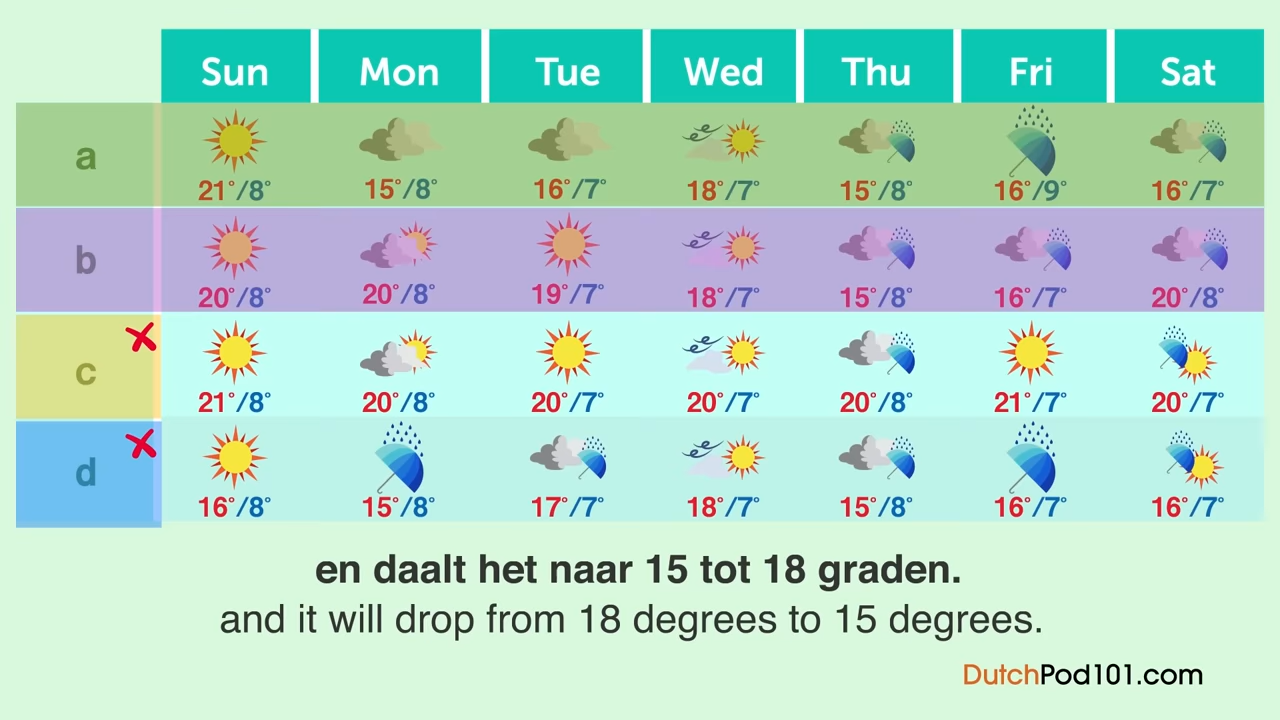 Sun Mon Tue Wed Thu Fri Sat
a
21°/8° 15°/8° 16°/7° 18°/7° 15°/8° 16°/9° 16°/7°
b
20°/8° 20°/8° 19°/7° 18°/7° 15°/8° 16°/7° 20°/8°
c
21°/8° 20°/8° 20°/7° 20°/7° 20°/8° 21°/7° 20°/7°
d
16°/8° 15°/8° 17°/7° 18°/7° 15°/8° 16°/7° 16°/7°
en daalt het naar 15 tot 18 graden.
and it will drop from 18 degrees to 15 degrees.
DutchPod101.com